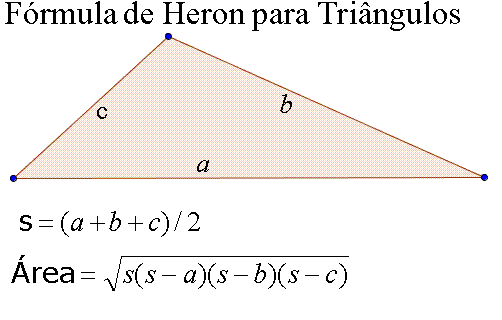 Fórmula de Heron para Triângulos
c
b
a
s = (a + b + c) / 2
Área = √s(s − a)(s − b)(s − c)